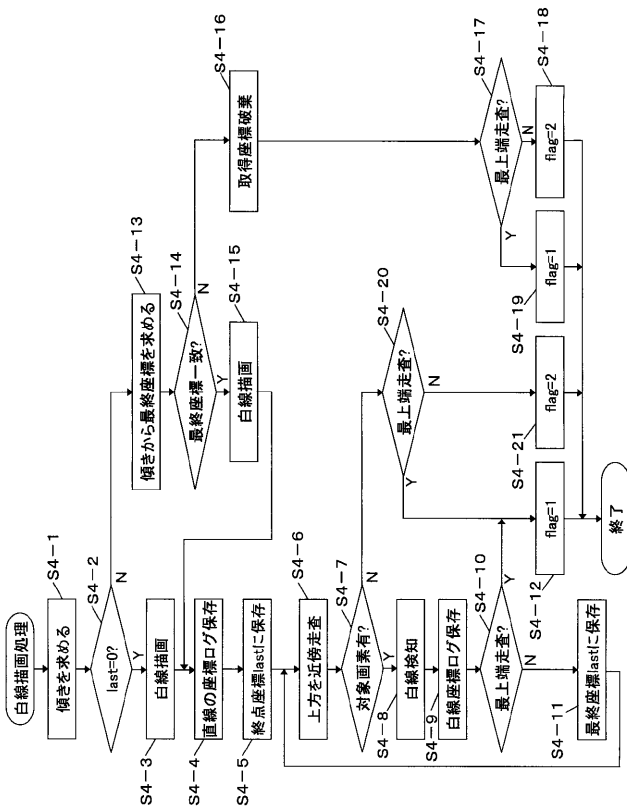 白線描画処理
傾きを求める
S4-1
last=0?
S4-2
Y
N
白線描画
S4-3
直線の座標ログ保存
S4-4
終点座標lastに保存
S4-5
上方を近傍走査
S4-6
対象画素有?
S4-7
Y
N
白線検知
S4-8
白線座標ログ保存
S4-9
最上端走査?
S4-10
Y
N
最終座標lastに保存
S4-11
flag=1
S4-12
傾きから最終座標を求める
S4-13
最終座標一致?
S4-14
Y
N
白線描画
S4-15
取得座標破棄
S4-16
最上端走査?
S4-17
Y
N
flag=2
S4-18
flag=1
S4-19
最上端走査?
S4-20
Y
N
flag=2
S4-21
終了